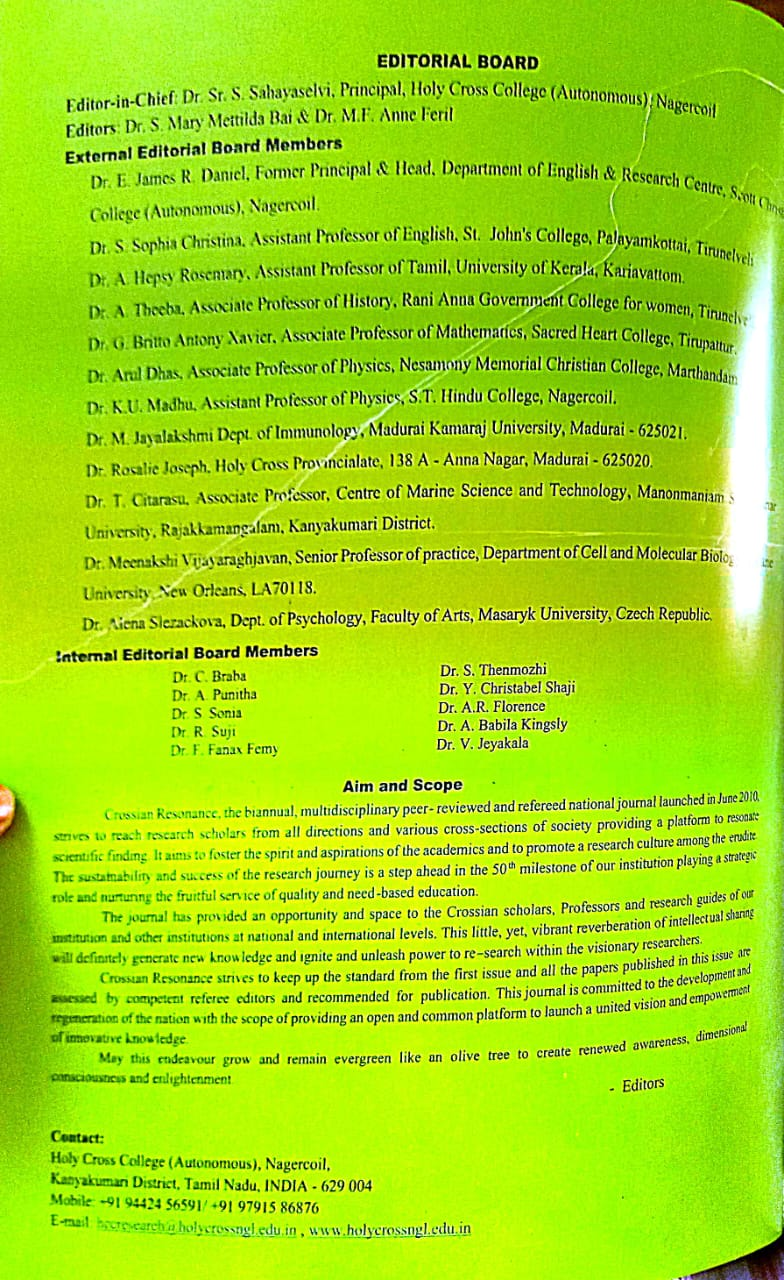 EDITORIAL BOARD
Editor-in-Chief: Dr. Sr. S. Sahayaselvi, Principal, Holy Cross College (Autonomous), Nagercoil
Editors: Dr. S. Mary Mettilda Bai & Dr. M.F. Anne Feril
External Editorial Board Members
Dr. E. James R. Daniel, Former Principal & Head, Department of English & Research Centre, Scott
College (Autonomous), Nagercoil.
Dr. S. Sophia Christina, Assistant Professor of English, St. John's College, Palayamkottai, Tirunelveli
Dr. A. Hepsy Rosemary, Assistant Professor of Tamil, University of Kerala, Kariavattom.
Dr. A. Theeba, Associate Professor of History, Rani Anna Government College for women,
Dr. G. Britto Antony Xavier, Associate Professor of Mathematics, Sacred Heart College, Tirupattur.
Dr. Arul Dhas, Associate Professor of Physics, Nesamony Memorial Christian College, Marthandam
Dr. K.U. Madhu, Assistant Professor of Physics, S.T. Hindu College, Nagercoil.
Dr. M. Jayalakshmi Dept. of Immunology, Madurai Kamaraj University, Madurai - 625021.
Dr. Rosalie Joseph, Holy Cross Provincialate, 138 A - Anna Nagar, Madurai - 625020.
Dr. T. Citarasu, Associate Professor, Centre of Marine Science and Technology, Manonmaniam
University, Rajakkamangalam, Kanyakumari District.
Dr. Meenakshi Vijayaraghjavan, Senior Professor of practice, Department of Cell and Molecular
University, New Orleans, LA70118.
Dr. Alena Slezackova, Dept. of Psychology, Faculty of Arts, Masaryk University, Czech Republic.
Internal Editorial Board Members
Dr. C. Braba
Dr. A. Punitha
Dr. S Sonia
Dr. R. Suji
Dr. F. Fanax Femy
Dr. S. Thenmozhi
Dr. Y. Christabel Shaji
Dr. A.R. Florence
Dr. A. Babila Kingsly
Dr. V. Jeyakala
Aim and Scope
Crossian Resonance, the biannual, multidisciplinary peer- reviewed and refereed national journal launched in June 2010,
strives to reach research scholars from all directions and various cross-sections of society providing a platform to resonate
scientific finding. It aims to foster the spirit and aspirations of the academics and to promote a research culture among the erudite.
The sustainability and success of the research journey is a step ahead in the 50th milestone of our institution playing a strategic
role and nurturing the fruitful service of quality and need-based education.
The journal has provided an opportunity and space to the Crossian scholars, Professors and research guides of our
institution and other institutions at national and international levels. This little, yet, vibrant reverberation of intellectual sharing
will definitely generate new knowledge and ignite and unleash power to re-search within the visionary researchers.
Crossian Resonance strives to keep up the standard from the first issue and all the papers published in this issue are
assessed by competent referee editors and recommended for publication. This journal is committed to the development and
regeneration of the nation with the scope of providing an open and common platform to launch a united vision and empowerment
of innovative knowledge.
May this endeavour grow and remain evergreen like an olive tree to create renewed awareness, dimensional
consciousness and enlightenment.
- Editors
Contact:
Holy Cross College (Autonomous), Nagercoil,
Kanyakumari District, Tamil Nadu, INDIA - 629 004
Mobile: +91 94424 56591/ +91 97915 86876
E-mail: hccresearch@holycrossngl.edu.in , www.holycrossngl.edu.in